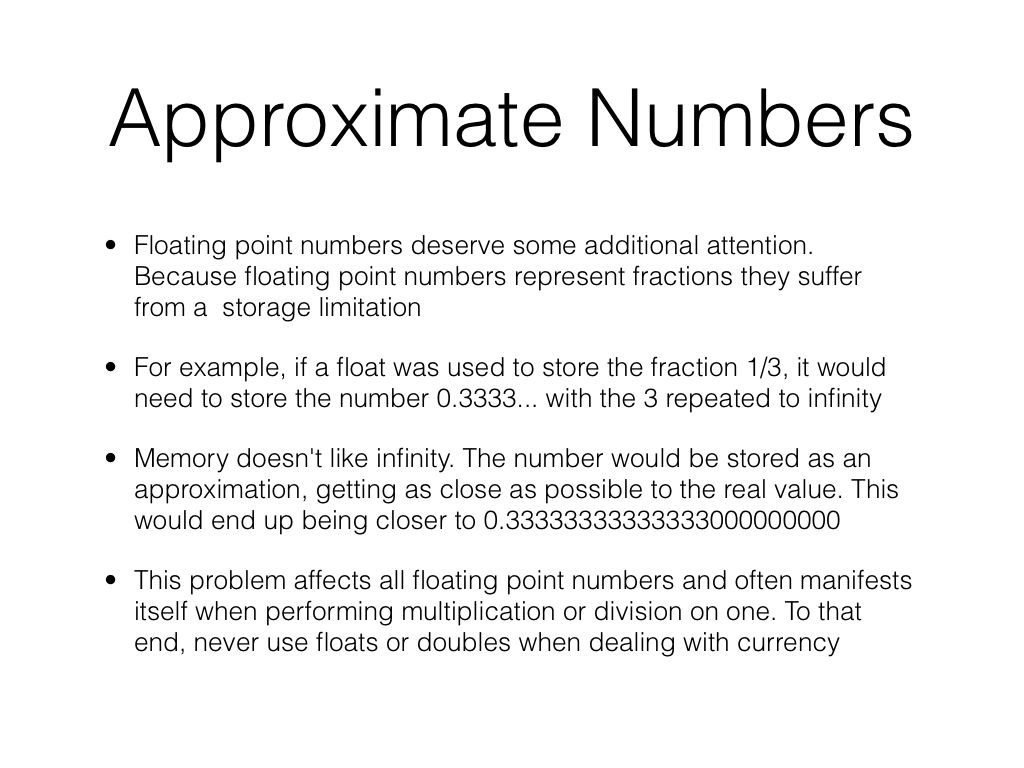 Approximate Numbers
• Floating point numbers deserve some additional attention.
Because floating point numbers represent fractions they suffer
from a  storage limitation
• For example, if a float was used to store the fraction 1/3, it would
need to store the number 0.3333... with the 3 repeated to infinity
• Memory doesn't like infinity. The number would be stored as an
approximation, getting as close as possible to the real value. This
would end up being closer to 0.33333333333333000000000
• This problem affects all floating point numbers and often manifests
itself when performing multiplication or division on one. To that
end, never use floats or doubles when dealing with currency